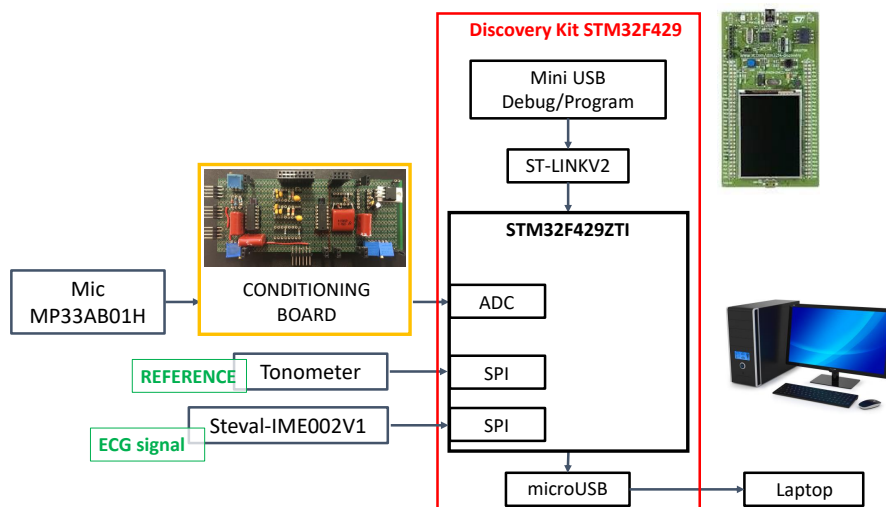 Discovery Kit STM32F429
Mini USB
Debug/Program
ST-LINKV2
STM32F429ZTI
Mic
MP33AB01H
CONDITIONING
BOARD
ADC
REFERENCE
Tonometer
SPI
ECG signal
Steval-IME002V1
SPI
microUSB
Laptop